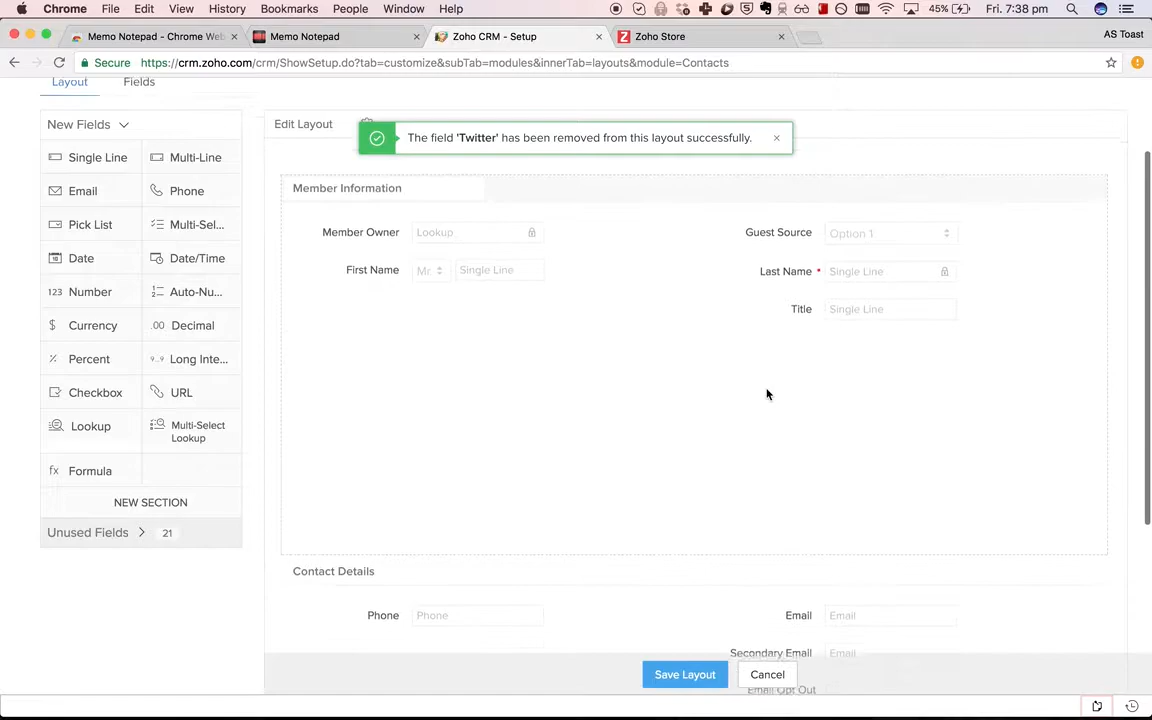 Chrome File Edit View History Bookmarks People Window Help 45% Fri. 7:38 pm
Memo Notepad - Chrome Web Memo Notepad Zoho CRM - Setup Zoho Store AS Toast
Secure https://crm.zoho.com/crm/ShowSetup.do?tab=customize&subTab=modules&innerTab=layouts&module=Contacts
Layout Fields
New Fields
Edit Layout
The field 'Twitter' has been removed from this layout successfully.
Single Line Multi-Line
Email Phone
Pick List Multi-Sel...
Date Date/Time
123 Number Auto-Nu...
$ Currency .00 Decimal
% Percent Long Inte...
Checkbox URL
Lookup Multi-Select
Lookup
fx Formula
NEW SECTION
Unused Fields 21
Member Information
Member Owner Lookup Guest Source Option 1
First Name Mr Single Line Last Name * Single Line
Title Single Line
Contact Details
Phone Phone Email Email
Secondary Email Email
Save Layout Cancel
Email Opt Out